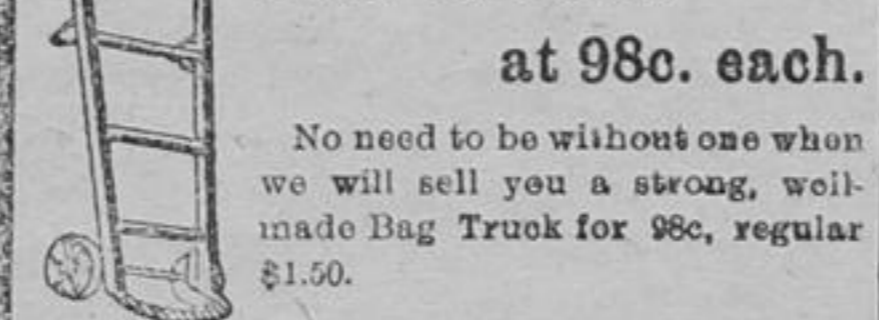 at 98c. each.
No need to be without one when
we will sell you a strong, well-
made Bag Truck for 98c, regular
$1.50.